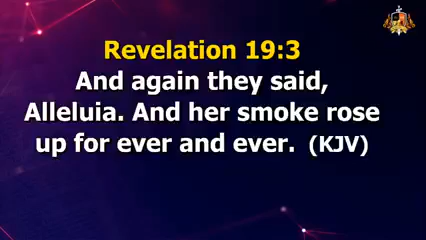 Revelation 19:3
And again they said,
Alleluia. And her smoke rose
up for ever and ever. (KJV)